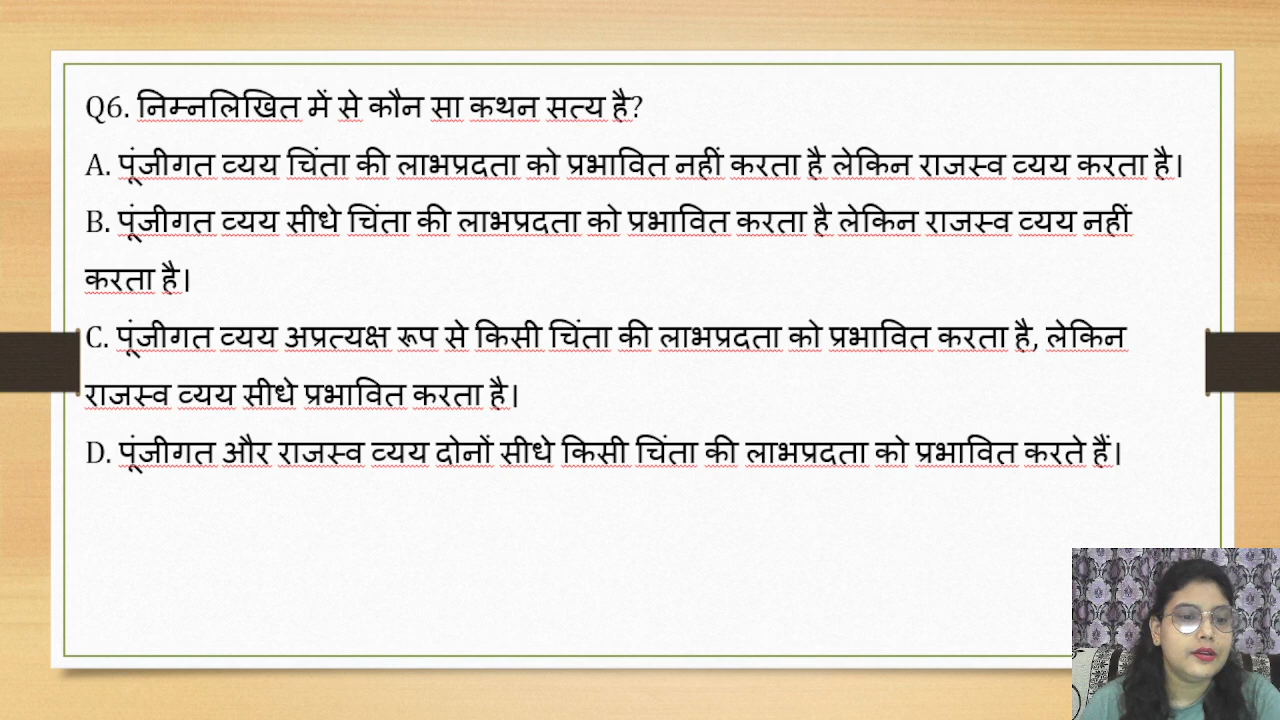 Q6. निम्नलिखित में से कौन सा कथन सत्य है?
A. पूंजीगत व्यय चिंता की लाभप्रदता को प्रभावित नहीं करता है लेकिन राजस्व व्यय करता है।
B. पूंजीगत व्यय सीधे चिंता की लाभप्रदता को प्रभावित करता है लेकिन राजस्व व्यय नहीं
करता है।
C. पूंजीगत व्यय अप्रत्यक्ष रूप से किसी चिंता की लाभप्रदता को प्रभावित करता है, लेकिन
राजस्व व्यय सीधे प्रभावित करता है।
D. पूंजीगत और राजस्व व्यय दोनों सीधे किसी चिंता की लाभप्रदता को प्रभावित करते हैं।